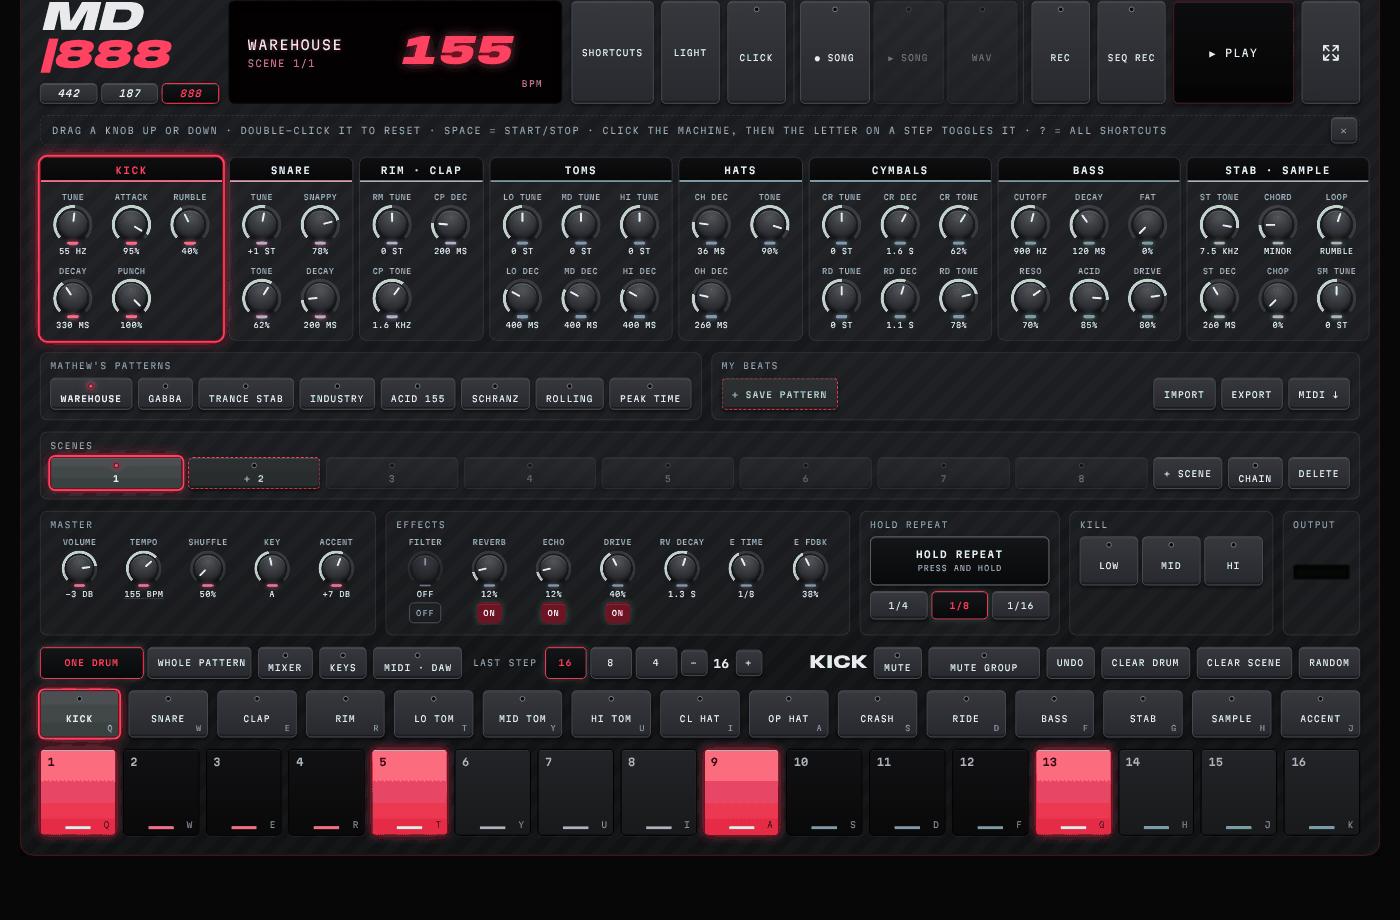 MD
|888
442 187 888
WAREHOUSE
SCENE 1/1
155
BPM
SHORTCUTS LIGHT CLICK ● SONG ▶ SONG WAV REC SEQ REC ▶ PLAY
DRAG A KNOB UP OR DOWN · DOUBLE-CLICK IT TO RESET · SPACE = START/STOP · CLICK THE MACHINE, THEN THE LETTER ON A STEP TOGGLES IT · ? = ALL SHORTCUTS ×
KICK SNARE RIM · CLAP TOMS HATS CYMBALS BASS STAB · SAMPLE
TUNE ATTACK RUMBLE TUNE SNAPPY RM TUNE CP DEC LO TUNE MD TUNE HI TUNE CH DEC TONE CR TUNE CR DEC CR TONE CUTOFF DECAY FAT ST TONE CHORD LOOP
55 HZ 95% 40% +1 ST 78% 0 ST 200 MS 0 ST 0 ST 0 ST 36 MS 90% 0 ST 1.6 S 62% 900 HZ 120 MS 0% 7.5 KHZ MINOR RUMBLE
DECAY PUNCH TONE DECAY CP TONE LO DEC MD DEC HI DEC OH DEC RD TUNE RD DEC RD TONE RESO ACID DRIVE ST DEC CHOP SM TUNE
330 MS 100% 62% 200 MS 1.6 KHZ 400 MS 400 MS 400 MS 260 MS 0 ST 1.1 S 78% 70% 85% 80% 260 MS 0% 0 ST
MATHEW'S PATTERNS MY BEATS
WAREHOUSE GABBA TRANCE STAB INDUSTRY ACID 155 SCHRANZ ROLLING PEAK TIME + SAVE PATTERN IMPORT EXPORT MIDI ↓
SCENES
1 + 2 3 4 5 6 7 8 + SCENE CHAIN DELETE
MASTER EFFECTS HOLD REPEAT KILL OUTPUT
VOLUME TEMPO SHUFFLE KEY ACCENT FILTER REVERB ECHO DRIVE RV DECAY E TIME E FDBK
HOLD REPEAT
PRESS AND HOLD
LOW MID HI
-3 DB 155 BPM 50% A +7 DB OFF 12% 12% 40% 1.3 S 1/8 38%
OFF ON ON ON 1/4 1/8 1/16
ONE DRUM WHOLE PATTERN MIXER KEYS MIDI · DAW LAST STEP 16 8 4 − 16 + KICK MUTE MUTE GROUP UNDO CLEAR DRUM CLEAR SCENE RANDOM
KICK Q SNARE W CLAP E RIM R LO TOM T MID TOM Y HI TOM U CL HAT I OP HAT A CRASH S RIDE D BASS F STAB G SAMPLE H ACCENT J
1 2 3 4 5 6 7 8 9 10 11 12 13 14 15 16
Q W E R T Y U I A S D F G H J K